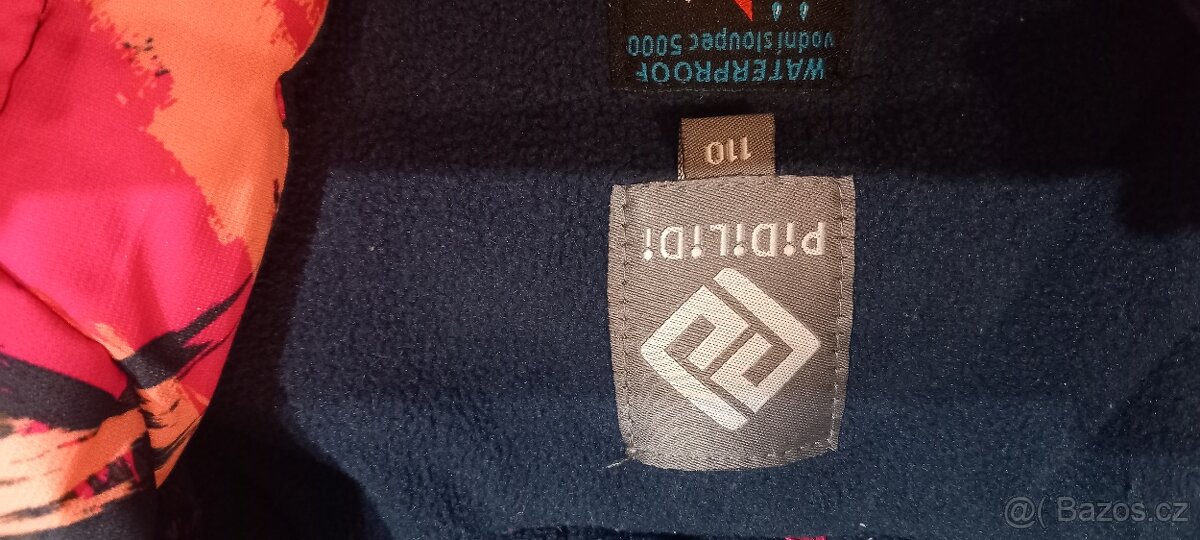 PiDiLiDi
110
WATERPROOF
vodní sloupec 5000
@( Bazos.cz